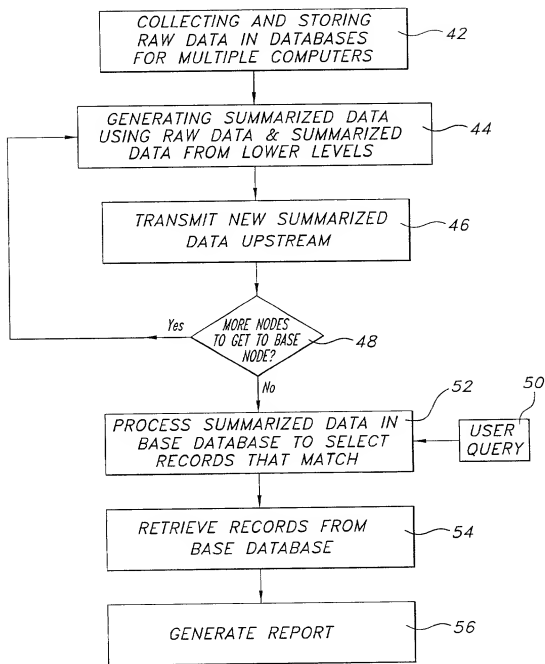 COLLECTING AND STORING
RAW DATA IN DATABASES
FOR MULTIPLE COMPUTERS
42
GENERATING SUMMARIZED DATA
USING RAW DATA & SUMMARIZED
DATA FROM LOWER LEVELS
44
TRANSMIT NEW SUMMARIZED
DATA UPSTREAM
46
MORE NODES
TO GET TO BASE
NODE?
48
Yes
No
PROCESS SUMMARIZED DATA IN
BASE DATABASE TO SELECT
RECORDS THAT MATCH
52
USER
QUERY
50
RETRIEVE RECORDS FROM
BASE DATABASE
54
GENERATE REPORT
56